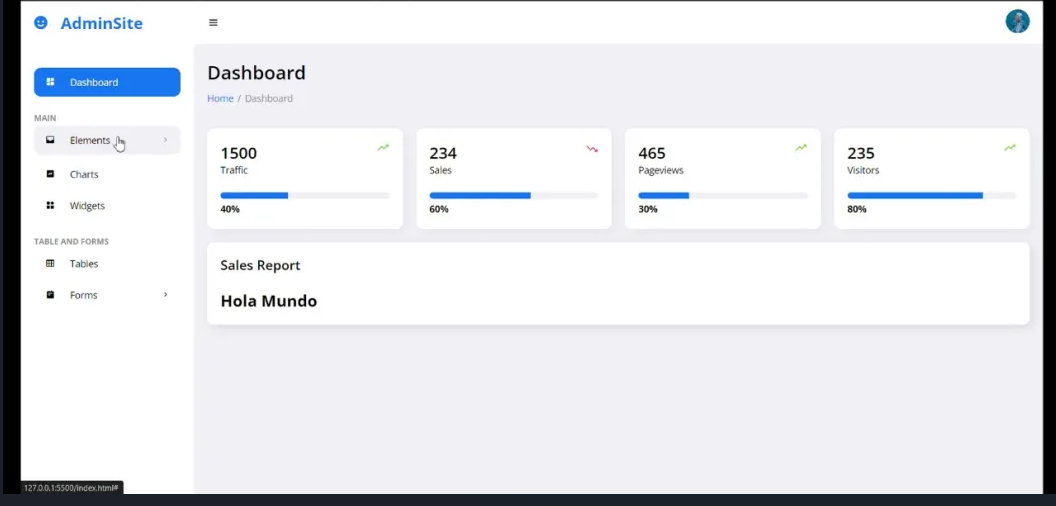 AdminSite
Dashboard
MAIN
Elements
Charts
Widgets
TABLE AND FORMS
Tables
Forms
Dashboard
Home / Dashboard
1500
Traffic
40%
234
Sales
60%
465
Pageviews
30%
235
Visitors
80%
Sales Report
Hola Mundo
127.0.0.1:5500/index.html#